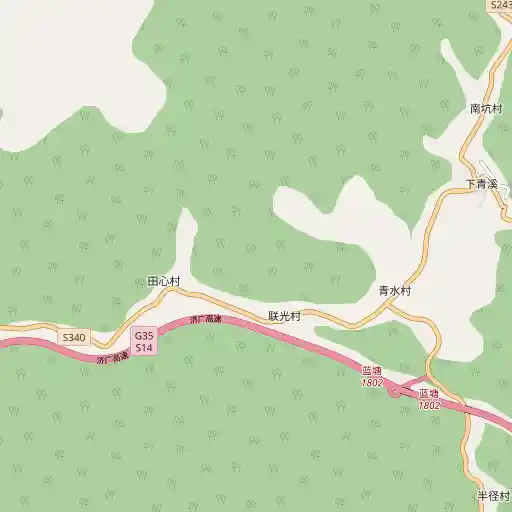 S243
南坑村
下青溪
田心村
青水村
联光村
济广高速
S340
G35
S14
济广高速
蓝塘
1802
蓝塘
1802
半径村